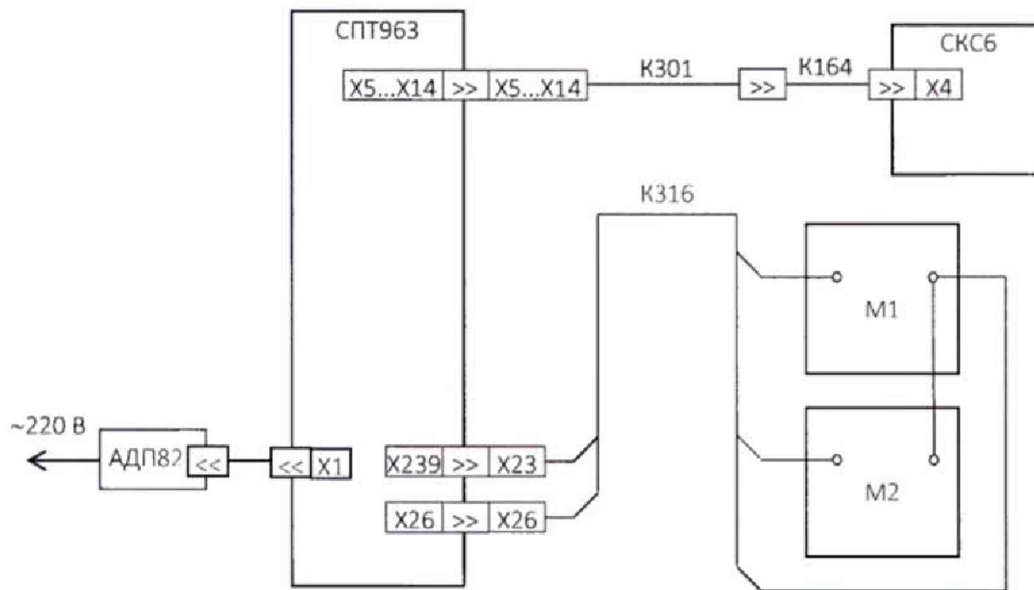 СПТ963
СКС6
X5...X14 >> X5...X14
К301
>>
К164
>> X4
К316
М1
~220 В
АДП82 <<
<< X1
X239 >> X23
М2
X26 >> X26